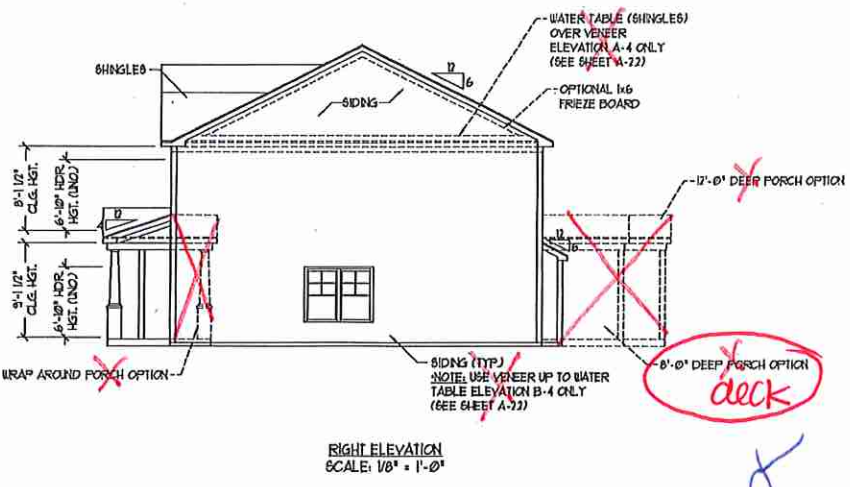 WATER TABLE (SHINGLES)
OVER VENEER
ELEVATION A-4 ONLY
(SEE SHEET A-22)
SHINGLES
12
6
SIDING
OPTIONAL 1x6
FRIEZE BOARD
8'-1 1/2"
CLG. HGT.
6'-10" HDR.
HGT. (UNO.)
12'-0" DEEP PORCH OPTION
12
12
6
9'-1 1/2"
CLG. HGT.
6'-10" HDR.
HGT. (UNO.)
WRAP AROUND PORCH OPTION
SIDING (TYP.)
NOTE: USE VENEER UP TO WATER
TABLE ELEVATION B-4 ONLY
(SEE SHEET A-22)
8'-0" DEEP PORCH OPTION
deck
RIGHT ELEVATION
SCALE: 1/8" = 1'-0"